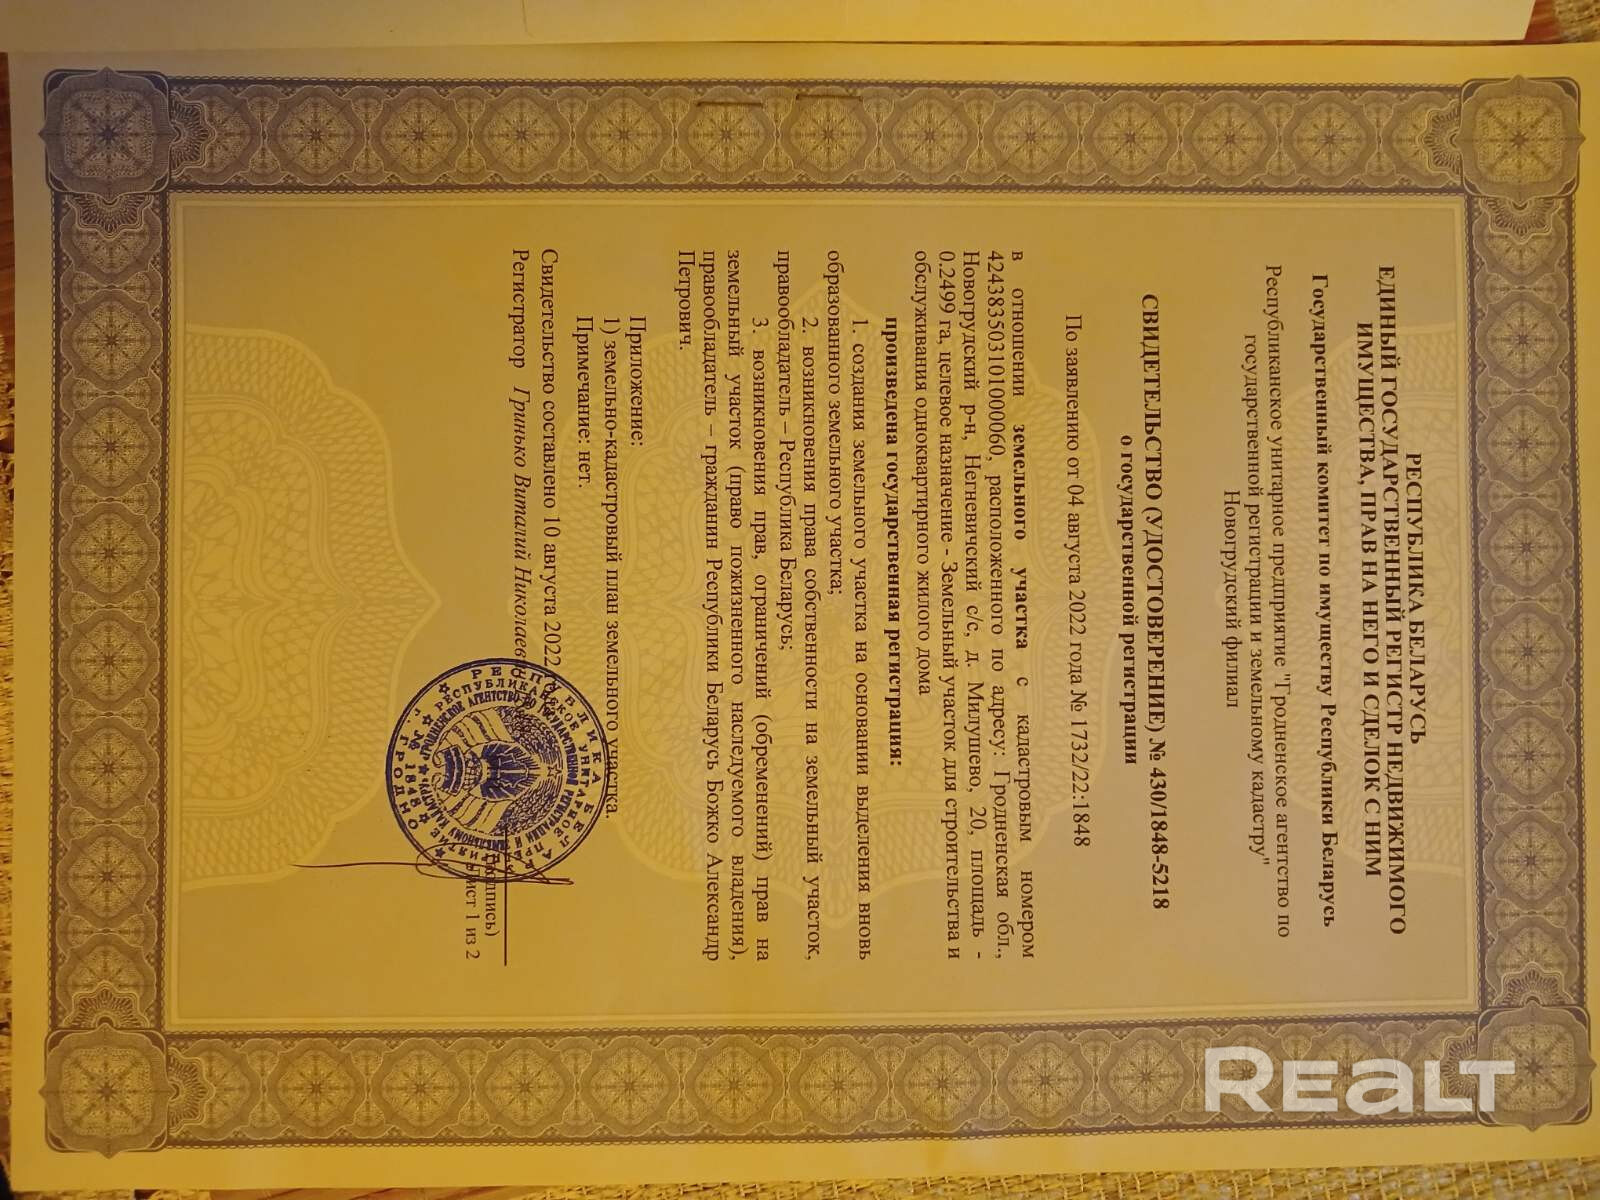 РЕСПУБЛИКА БЕЛАРУСЬ
ЕДИНЫЙ ГОСУДАРСТВЕННЫЙ РЕГИСТР НЕДВИЖИМОГО
ИМУЩЕСТВА, ПРАВ НА НЕГО И СДЕЛОК С НИМ
Государственный комитет по имуществу Республики Беларусь
Республиканское унитарное предприятие "Гродненское агентство по
государственной регистрации и земельному кадастру"
Новогрудский филиал
СВИДЕТЕЛЬСТВО (УДОСТОВЕРЕНИЕ) № 430/1848-5218
о государственной регистрации
По заявлению от 04 августа 2022 года № 1732/22:1848
в отношении земельного участка с кадастровым номером
424383503101000060, расположенного по адресу: Гродненская обл.,
Новогрудский р-н, Негневичский с/с, д. Милушево, 20, площадь -
0.2499 га, целевое назначение - Земельный участок для строительства и
обслуживания одноквартирного жилого дома
произведена государственная регистрация:
1. создания земельного участка на основании выделения вновь
образованного земельного участка;
2. возникновения права собственности на земельный участок,
правообладатель – Республика Беларусь;
3. возникновения прав, ограничений (обременений) прав на
земельный участок (право пожизненного наследуемого владения),
правообладатель – гражданин Республики Беларусь Божко Александр
Петрович.
Приложение:
1) земельно-кадастровый план земельного участка.
Примечание: нет.
Свидетельство составлено 10 августа 2022
Регистратор Гринько Виталий Николаев
(подпись)
Лист 1 из 2
РЕСПУБЛИКА БЕЛАРУСЬ
г. ГРОДНО
№ 1848
REALT